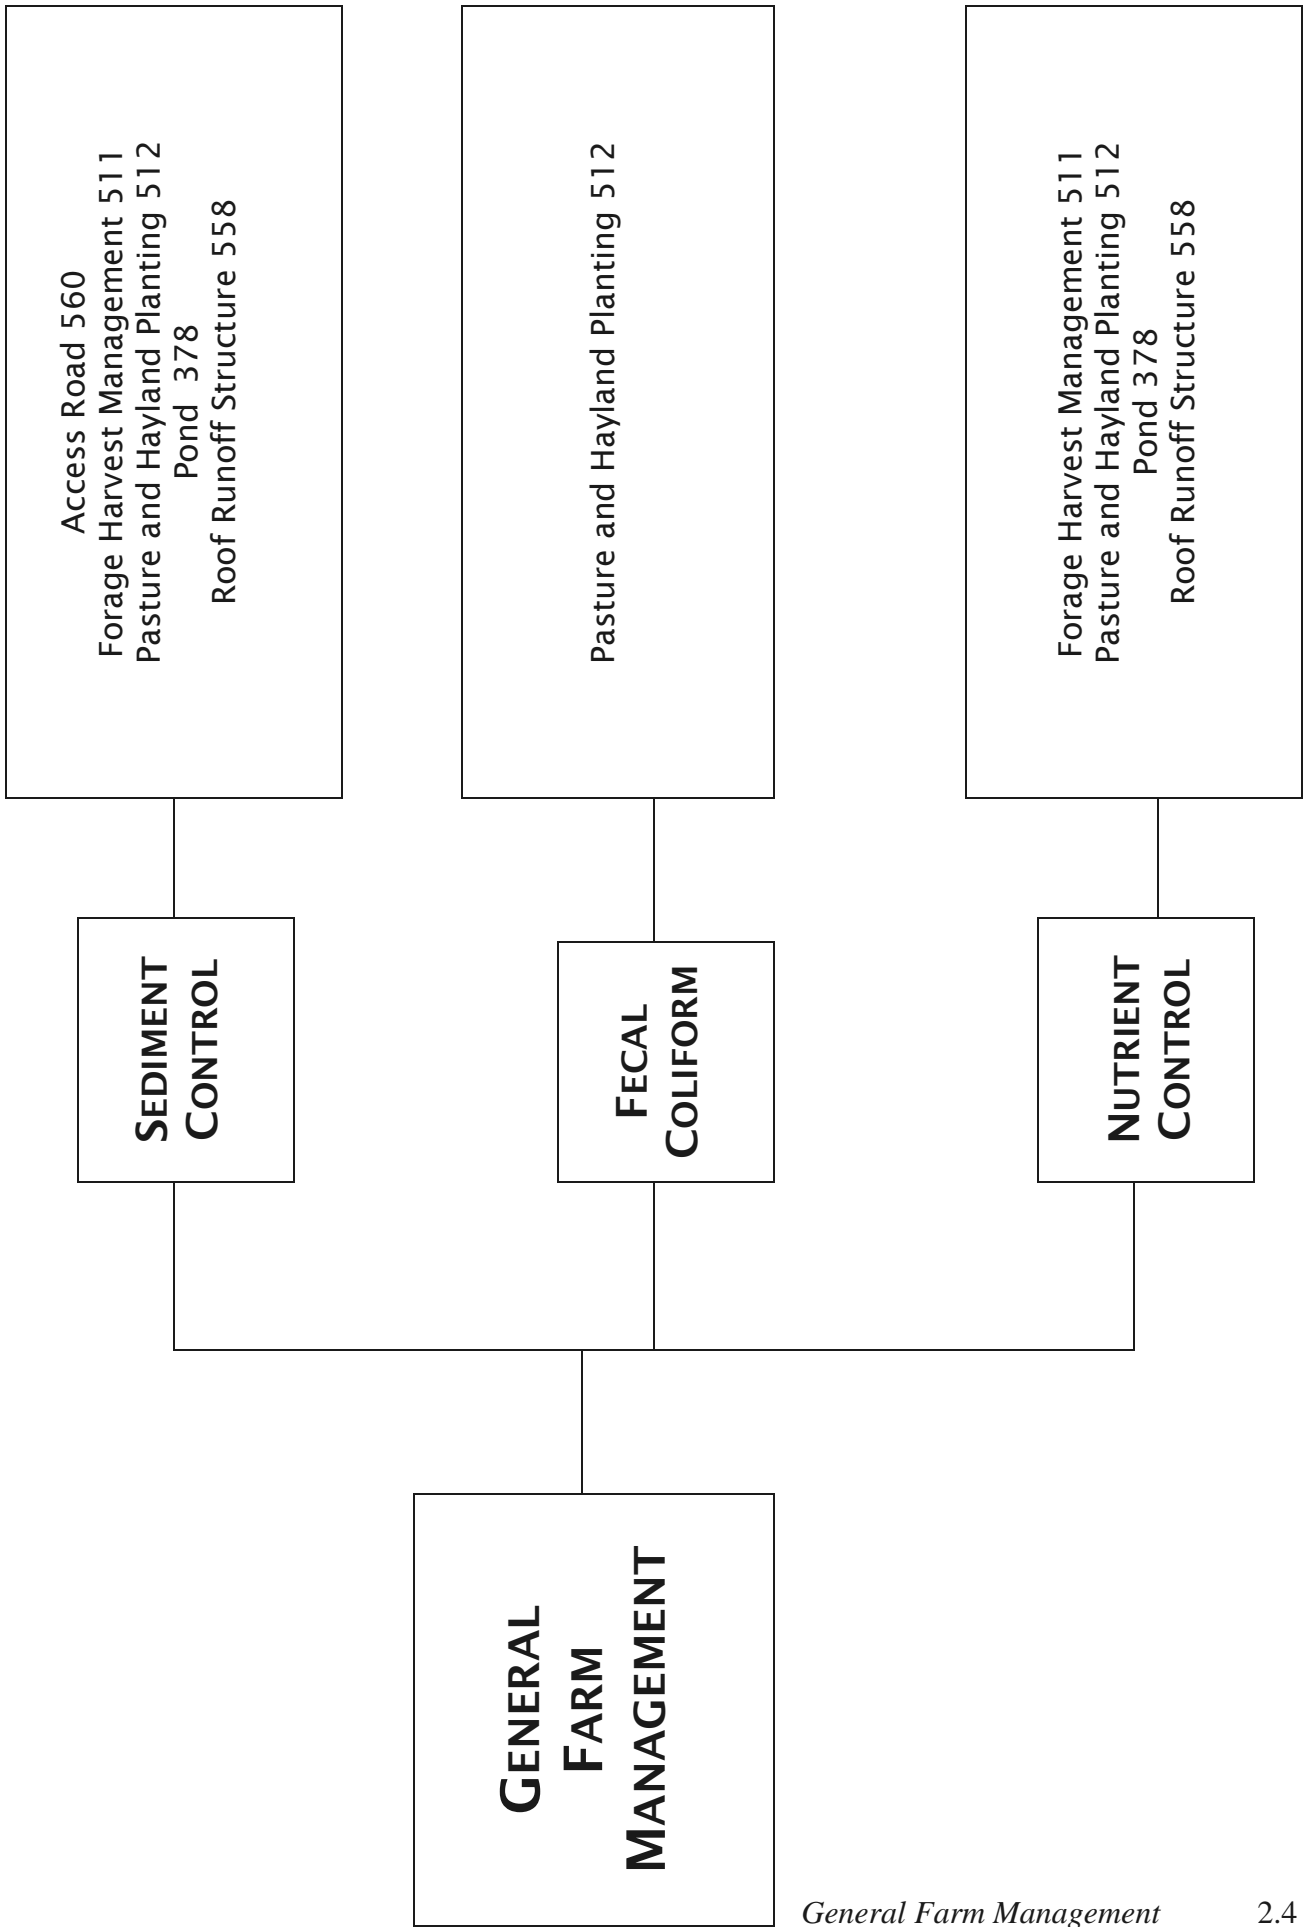 GENERAL
FARM
MANAGEMENT
SEDIMENT
CONTROL
Access Road 560
Forage Harvest Management 511
Pasture and Hayland Planting 512
Pond  378
Roof Runoff Structure 558
FECAL
COLIFORM
Pasture and Hayland Planting 512
NUTRIENT
CONTROL
Forage Harvest Management 511
Pasture and Hayland Planting 512
Pond 378
Roof Runoff Structure 558
General Farm Management 2.4